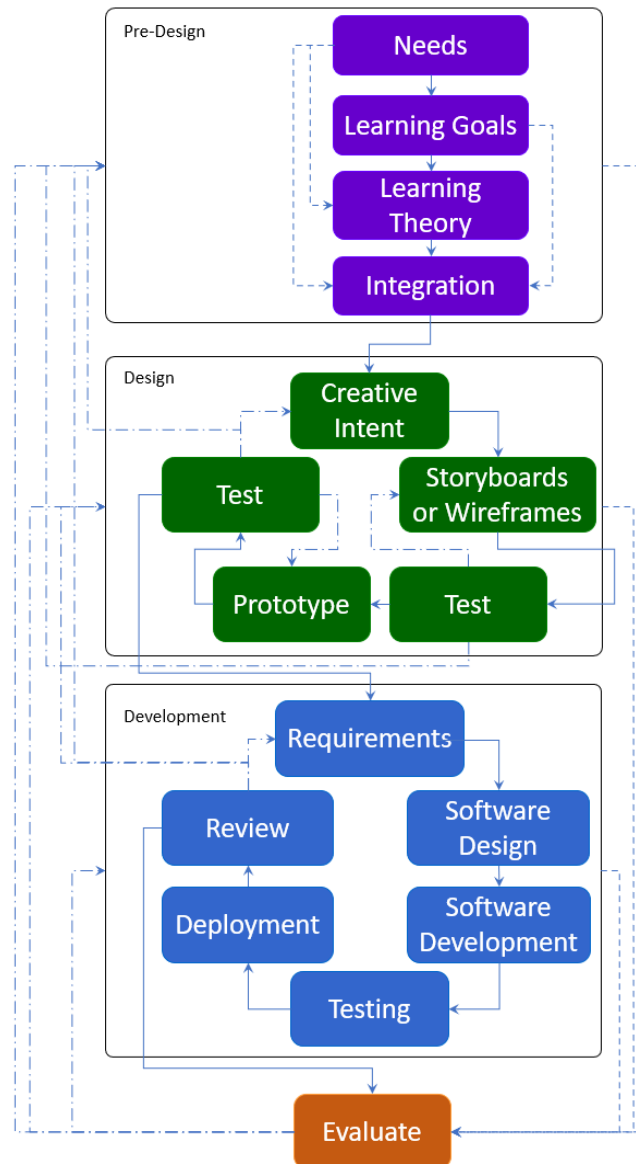 Pre-Design
Needs
Learning Goals
Learning
Theory
Integration
Design
Creative
Intent
Test
Storyboards
or Wireframes
Prototype
Test
Development
Requirements
Review
Software
Design
Deployment
Software
Development
Testing
Evaluate